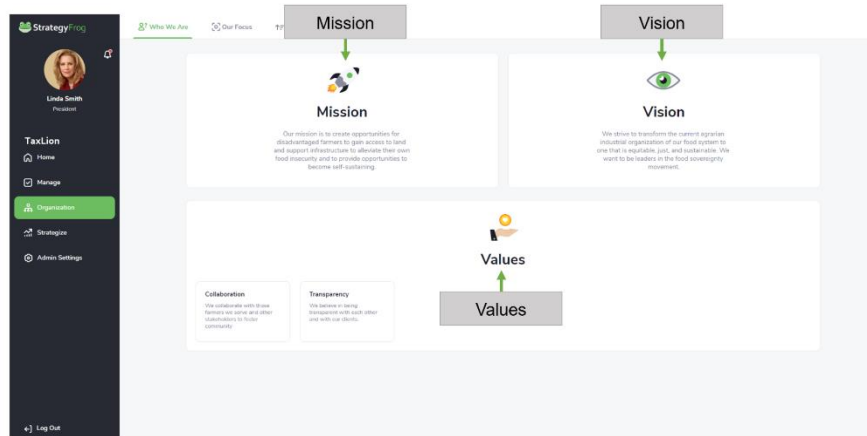 StrategyFrog
Linda Smith
President
TaxLion
Home
Manage
Organization
Strategize
Admin Settings
Log Out
Who We Are
Our Focus
Mission
Vision
Mission
Our mission is to create opportunities for
disadvantaged farmers to gain access to land
and support infrastructure to alleviate their own
food insecurity and to provide opportunities to
become self-sustaining.
Vision
We strive to transform the current agrarian
industrial organization of our food system to
one that is equitable, just, and sustainable. We
want to be leaders in the food sovereignty
movement.
Values
Collaboration
We collaborate with those
farmers we serve and other
stakeholders to foster
community
Transparency
We believe in being
transparent with each other
and with our clients.
Values